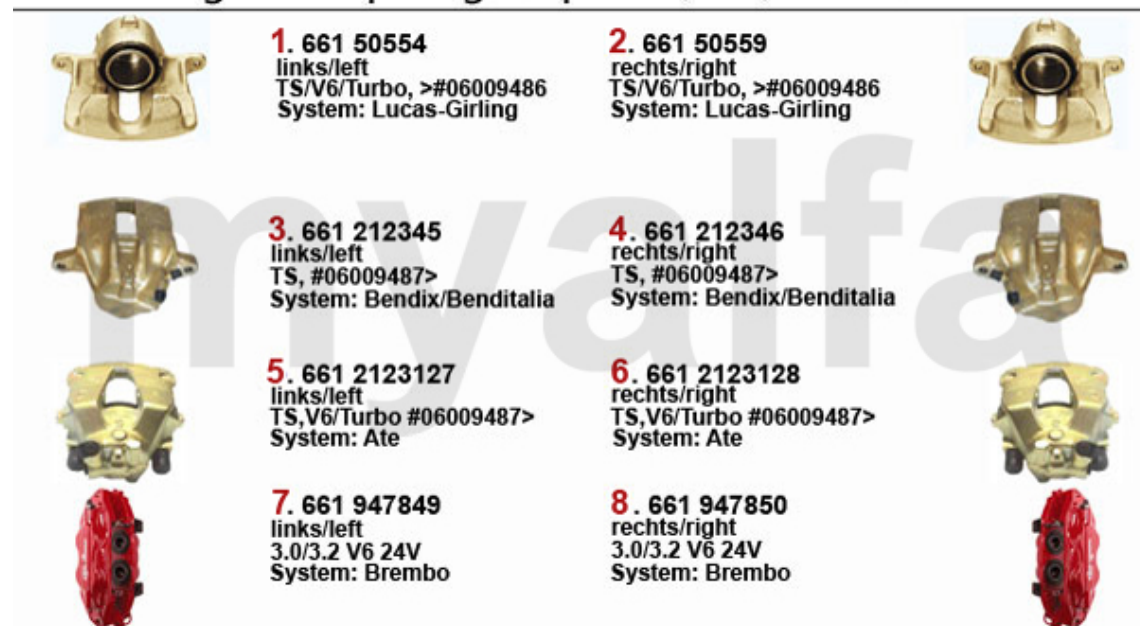 1. 661 50554
links/left
TS/V6/Turbo, >#06009486
System: Lucas-Girling
2. 661 50559
rechts/right
TS/V6/Turbo, >#06009486
System: Lucas-Girling
3. 661 212345
links/left
TS, #06009487>
System: Bendix/Benditalia
4. 661 212346
rechts/right
TS, #06009487>
System: Bendix/Benditalia
5. 661 2123127
links/left
TS,V6/Turbo #06009487>
System: Ate
6. 661 2123128
rechts/right
TS,V6/Turbo #06009487>
System: Ate
7. 661 947849
links/left
3.0/3.2 V6 24V
System: Brembo
8. 661 947850
rechts/right
3.0/3.2 V6 24V
System: Brembo
myalfa